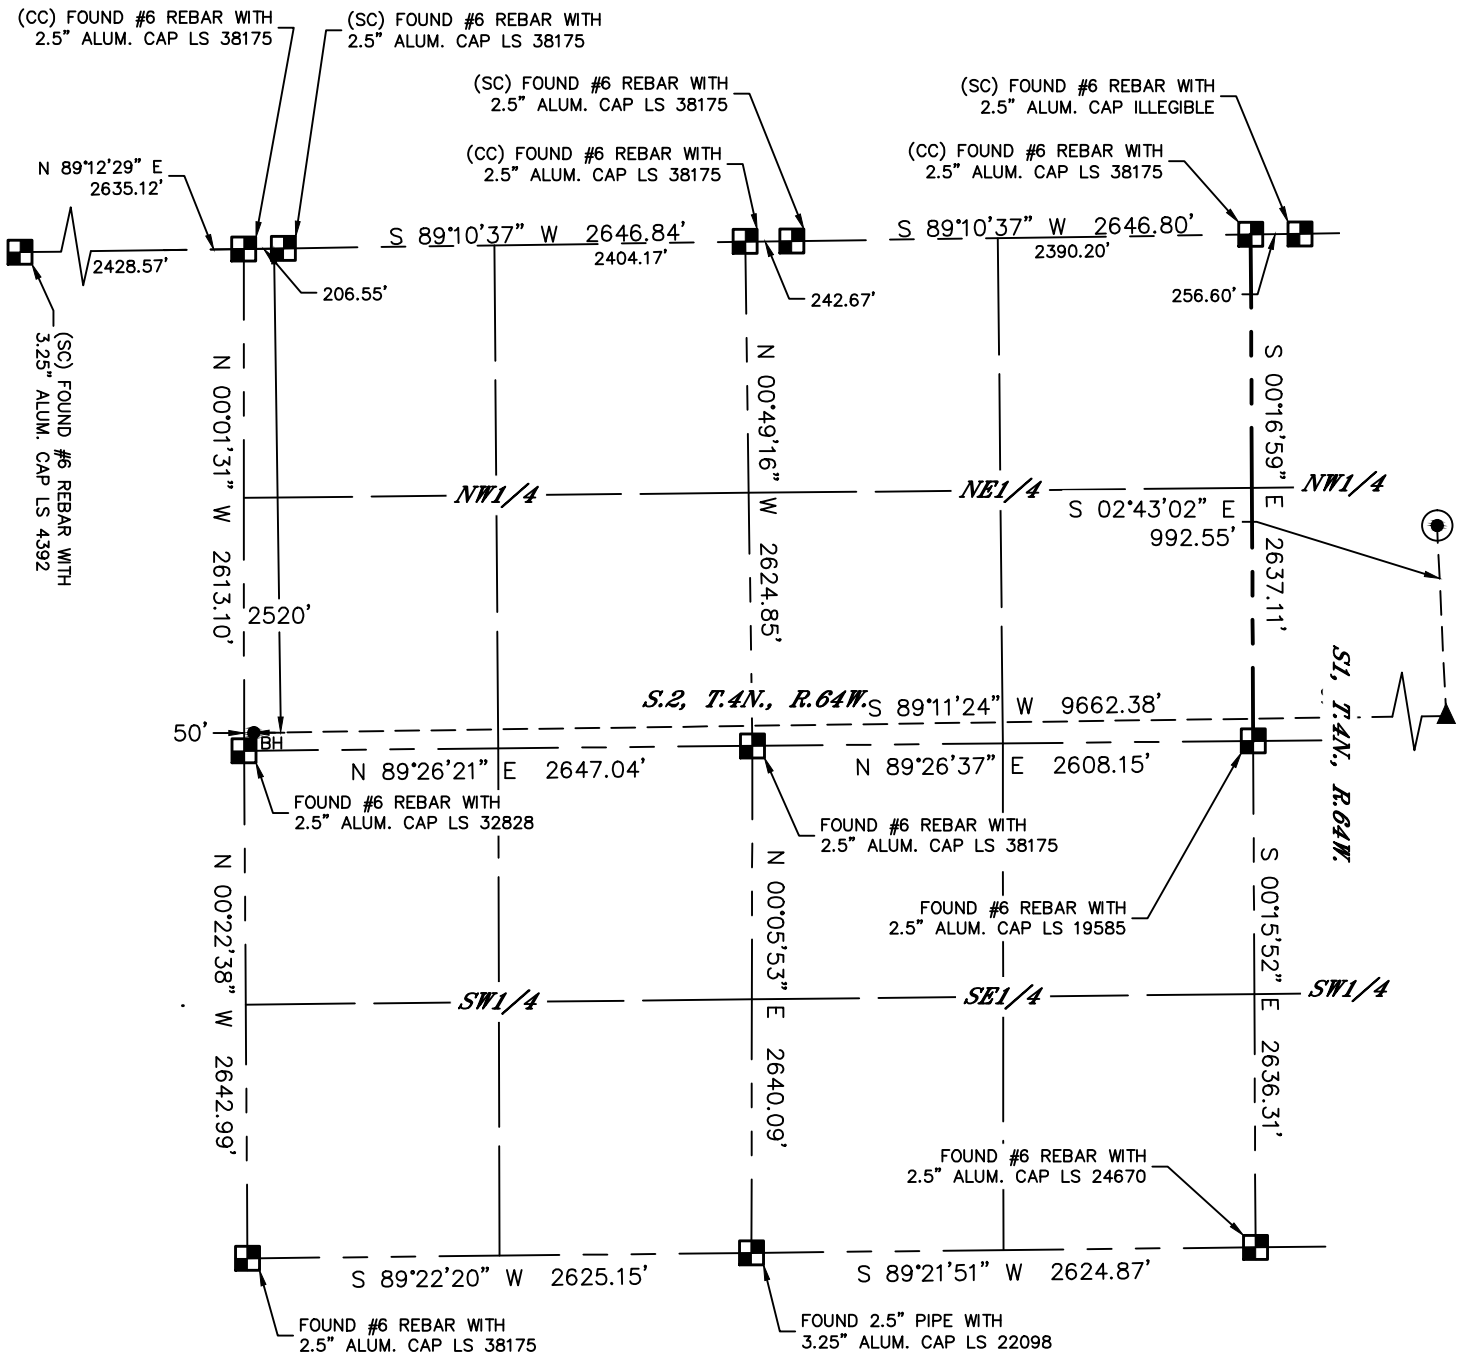 (CC) FOUND #6 REBAR WITH
2.5" ALUM. CAP LS 38175
(SC) FOUND #6 REBAR WITH
2.5" ALUM. CAP LS 38175
(SC) FOUND #6 REBAR WITH
2.5" ALUM. CAP LS 38175
(SC) FOUND #6 REBAR WITH
2.5" ALUM. CAP ILLEGIBLE
(CC) FOUND #6 REBAR WITH
2.5" ALUM. CAP LS 38175
(CC) FOUND #6 REBAR WITH
2.5" ALUM. CAP LS 38175
N 89°12'29" E
2635.12'
2428.57'
S 89°10'37" W 2646.84'
2404.17'
S 89°10'37" W 2646.80'
2390.20'
206.55'
242.67'
256.60'
(SC) FOUND #6 REBAR WITH
3.25" ALUM. CAP LS 4392
N 00°01'31" W 2613.10'
N 00°49'16" W 2624.85'
S 00°16'59" E 2637.11'
NW1/4
NE1/4
NW1/4
S 02°43'02" E
992.55'
2520'
S.2, T.4N., R.64W.
S 89°11'24" W 9662.38'
S1, T.4N., R.64W.
50'
BH
N 89°26'21" E 2647.04'
N 89°26'37" E 2608.15'
FOUND #6 REBAR WITH
2.5" ALUM. CAP LS 32828
FOUND #6 REBAR WITH
2.5" ALUM. CAP LS 38175
FOUND #6 REBAR WITH
2.5" ALUM. CAP LS 19585
N 00°22'38" W 2642.99'
N 00°05'53" E 2640.09'
S 00°15'52" E 2636.31'
SW1/4
SE1/4
SW1/4
FOUND #6 REBAR WITH
2.5" ALUM. CAP LS 24670
S 89°22'20" W 2625.15'
S 89°21'51" W 2624.87'
FOUND #6 REBAR WITH
2.5" ALUM. CAP LS 38175
FOUND 2.5" PIPE WITH
3.25" ALUM. CAP LS 22098